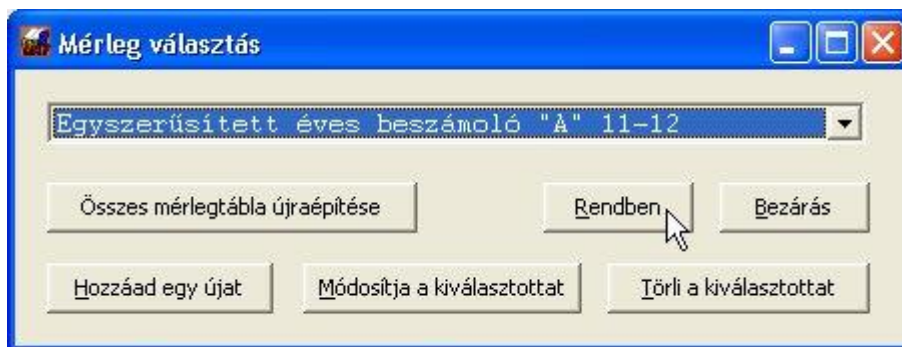 Mérleg választás
Egyszerűsített éves beszámoló "A" 11-12
Összes mérlegtábla újraépítése Rendben Bezárás
Hozzáad egy újat Módosítja a kiválasztottat Törli a kiválasztottat